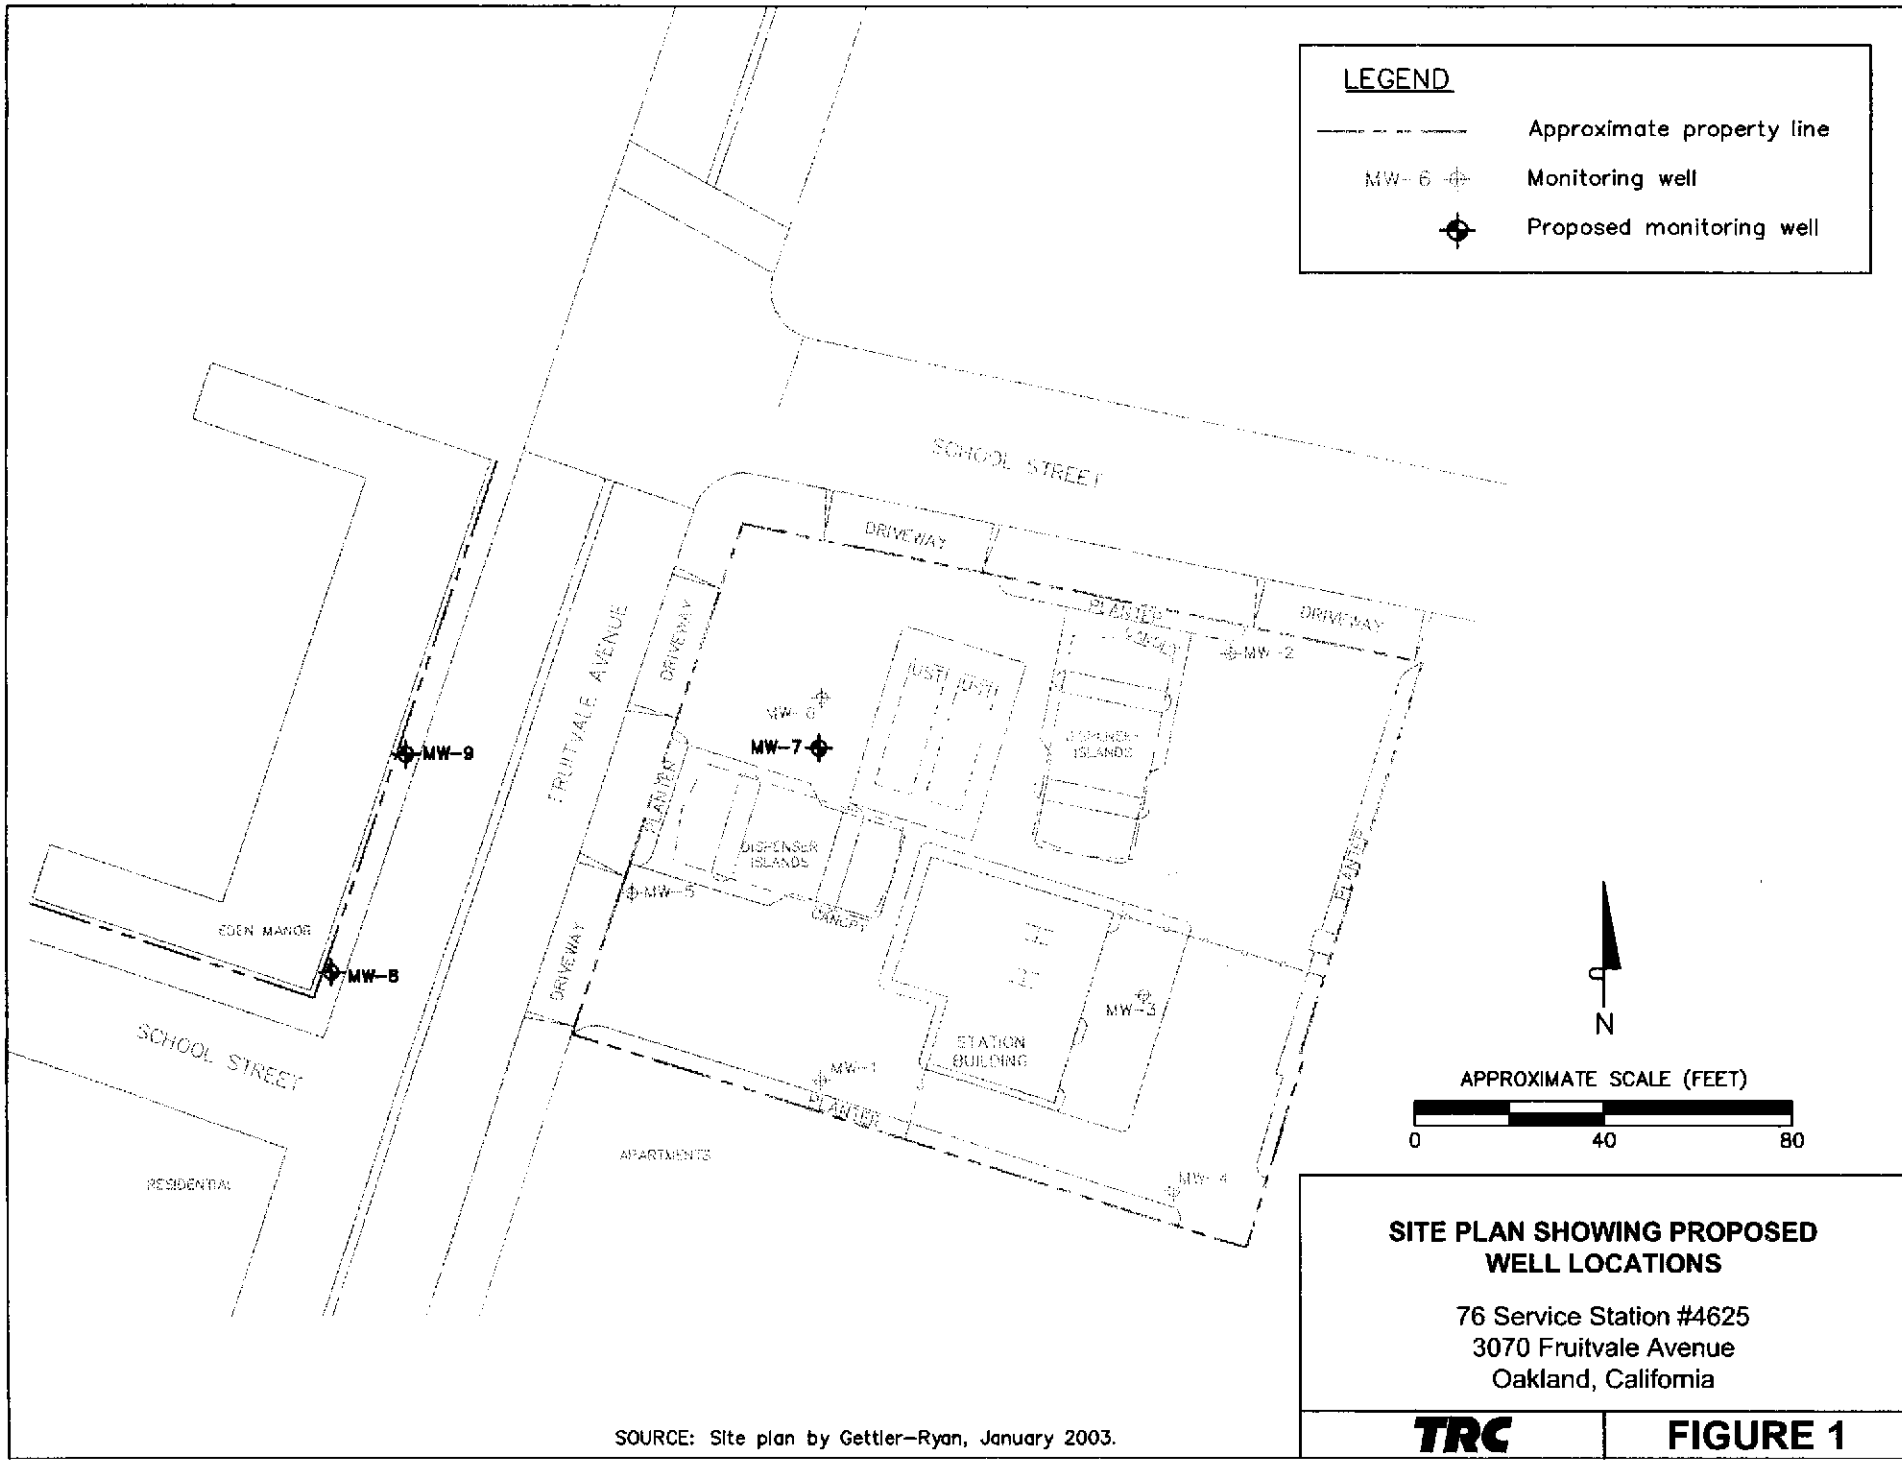 LEGEND
Approximate property line
MW-6 Monitoring well
Proposed monitoring well
SCHOOL STREET
DRIVEWAY
PLANTER
DRIVEWAY
CANOPY
MW-2
UST UST
DRIVEWAY
FRUITVALE AVENUE
MW-6
MW-7
MW-9
DISPENSER
ISLANDS
PLANTER
DISPENSER
ISLANDS
PLANTER
MW-5
CANOPY
EDEN MANOR
MW-8
DRIVEWAY
MW-3
STATION
BUILDING
SCHOOL STREET
MW-1
PLANTER
APARTMENTS
RESIDENTIAL
MW-4
N
APPROXIMATE SCALE (FEET)
0 40 80
SITE PLAN SHOWING PROPOSED
WELL LOCATIONS
76 Service Station #4625
3070 Fruitvale Avenue
Oakland, California
SOURCE: Site plan by Gettler-Ryan, January 2003.
TRC FIGURE 1